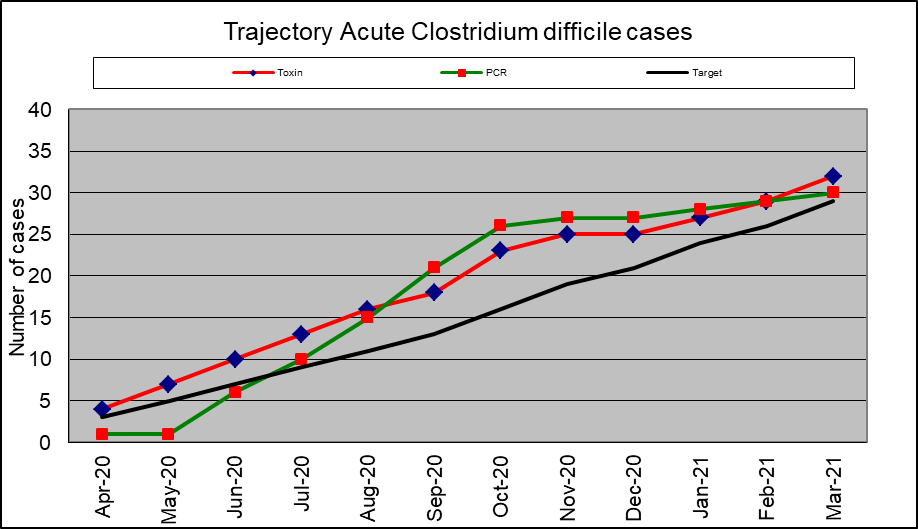 Trajectory Acute Clostridium difficile cases
Toxin PCR Target
40
35
30
25
20
15
10
5
0
Number of cases
Apr-20 May-20 Jun-20 Jul-20 Aug-20 Sep-20 Oct-20 Nov-20 Dec-20 Jan-21 Feb-21 Mar-21